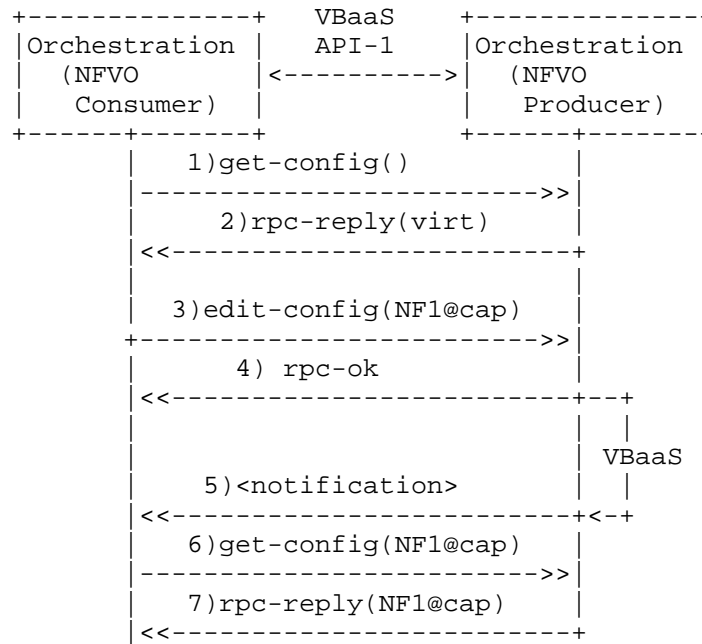 VBaaS
Orchestration API-1 Orchestration
(NFVO (NFVO
Consumer) Producer)
1)get-config()
2)rpc-reply(virt)
3)edit-config(NF1@cap)
4) rpc-ok
VBaaS
5)<notification>
6)get-config(NF1@cap)
7)rpc-reply(NF1@cap)